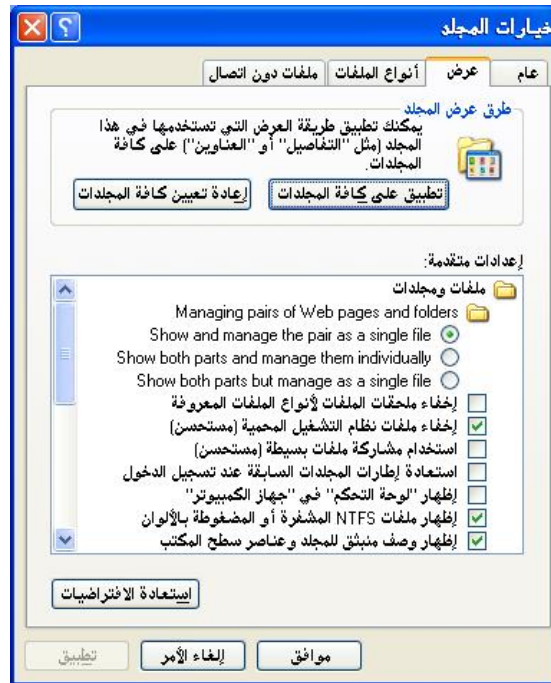 خيارات المجلد
عام
عرض
أنواع الملفات
ملفات دون اتصال
طرق عرض المجلد
يمكنك تطبيق طريقة العرض التي تستخدمها في هذا
المجلد (مثل "التفاصيل" أو "العناوين") على كافة
المجلدات.
تطبيق على كافة المجلدات
إعادة تعيين كافة المجلدات
إعدادات متقدمة:
ملفات ومجلدات
Managing pairs of Web pages and folders
Show and manage the pair as a single file
Show both parts and manage them individually
Show both parts but manage as a single file
إخفاء ملحقات الملفات لأنواع الملفات المعروفة
إخفاء ملفات نظام التشغيل المحمية (مستحسن)
استخدام مشاركة ملفات بسيطة (مستحسن)
استعادة إطارات المجلدات السابقة عند تسجيل الدخول
إظهار "لوحة التحكم" في "جهاز الكمبيوتر"
إظهار ملفات NTFS المشفرة أو المضغوطة بالألوان
إظهار وصف منبثق للمجلد وعناصر سطح المكتب
استعادة الافتراضيات
موافق
إلغاء الأمر
تطبيق